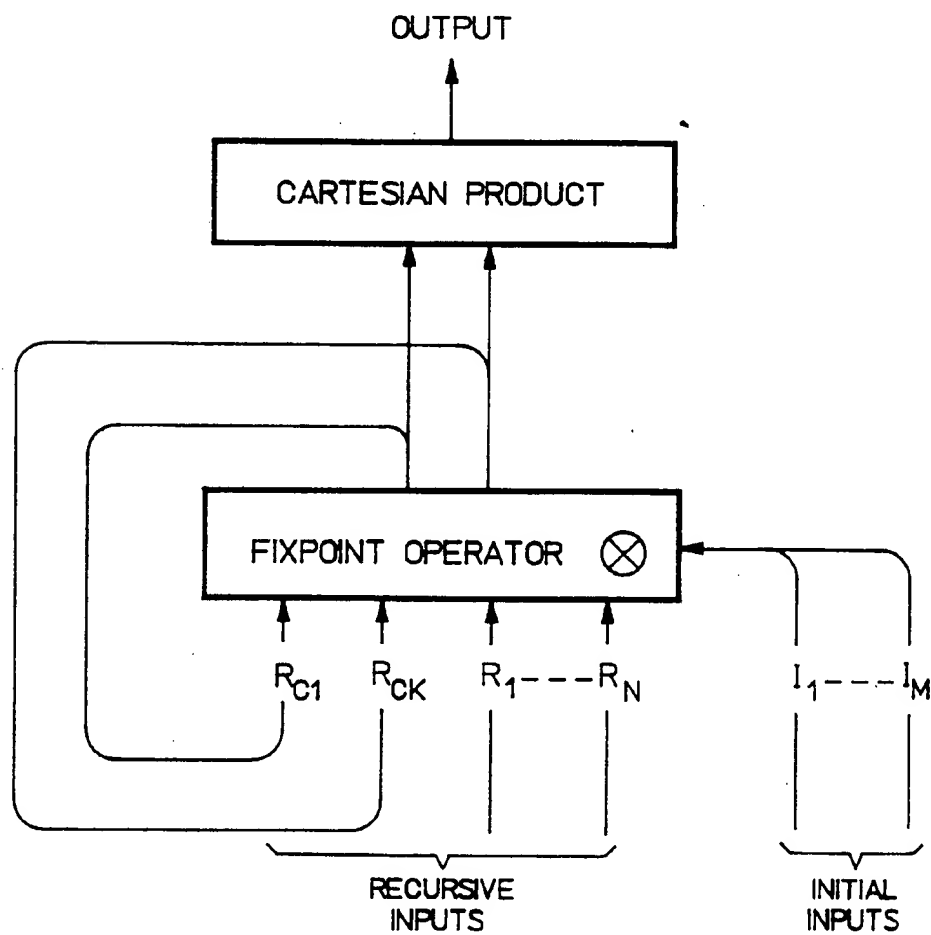 OUTPUT
CARTESIAN PRODUCT
FIXPOINT OPERATOR
R_C1 R_CK R_1 --- R_N I_1 ---- I_M
RECURSIVE INITIAL
INPUTS INPUTS